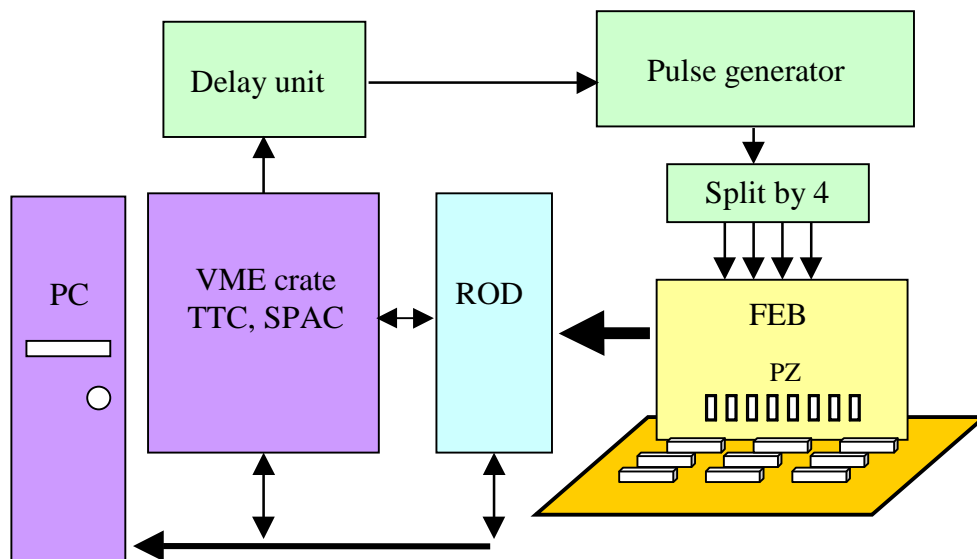 Delay unit
Pulse generator
Split by 4
PC
VME crate
TTC, SPAC
ROD
FEB
PZ